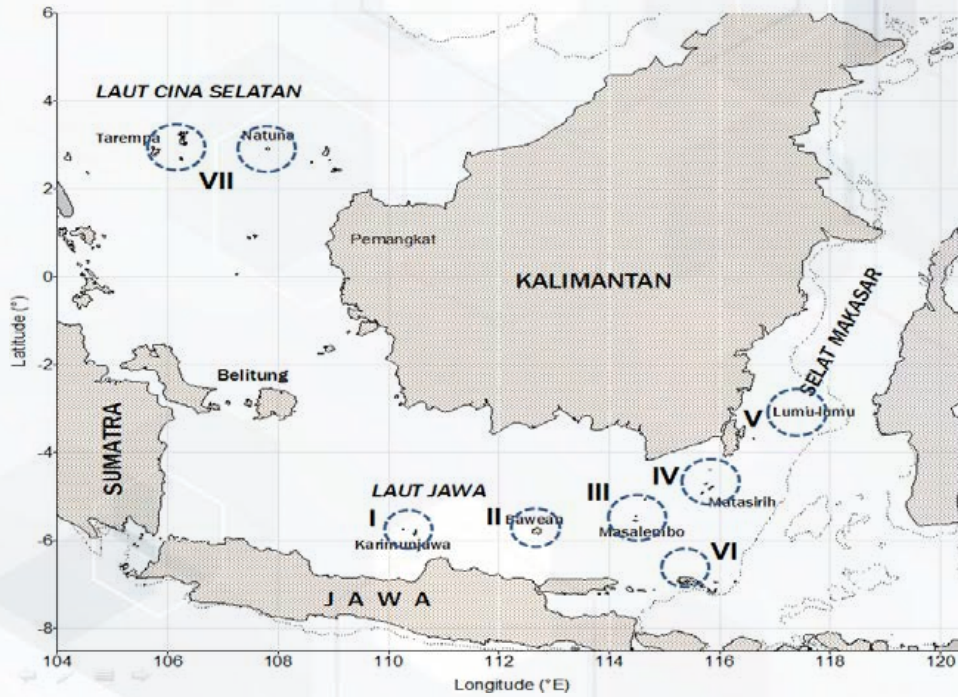 6
LAUT CINA SELATAN
4
Tarempa
Natuna
VII
2
Pemangkat
0
KALIMANTAN
Latitude (°)
SELAT MAKASAR
-2
Belitung
SUMATRA
V
Lumu-lumu
-4
IV
LAUT JAWA
III
Matasirih
I
II
Bawean
Masalembo
-6
Karimunjawa
VI
J A W A
-8
104
106
108
110
112
114
116
118
120
Longitude (°E)